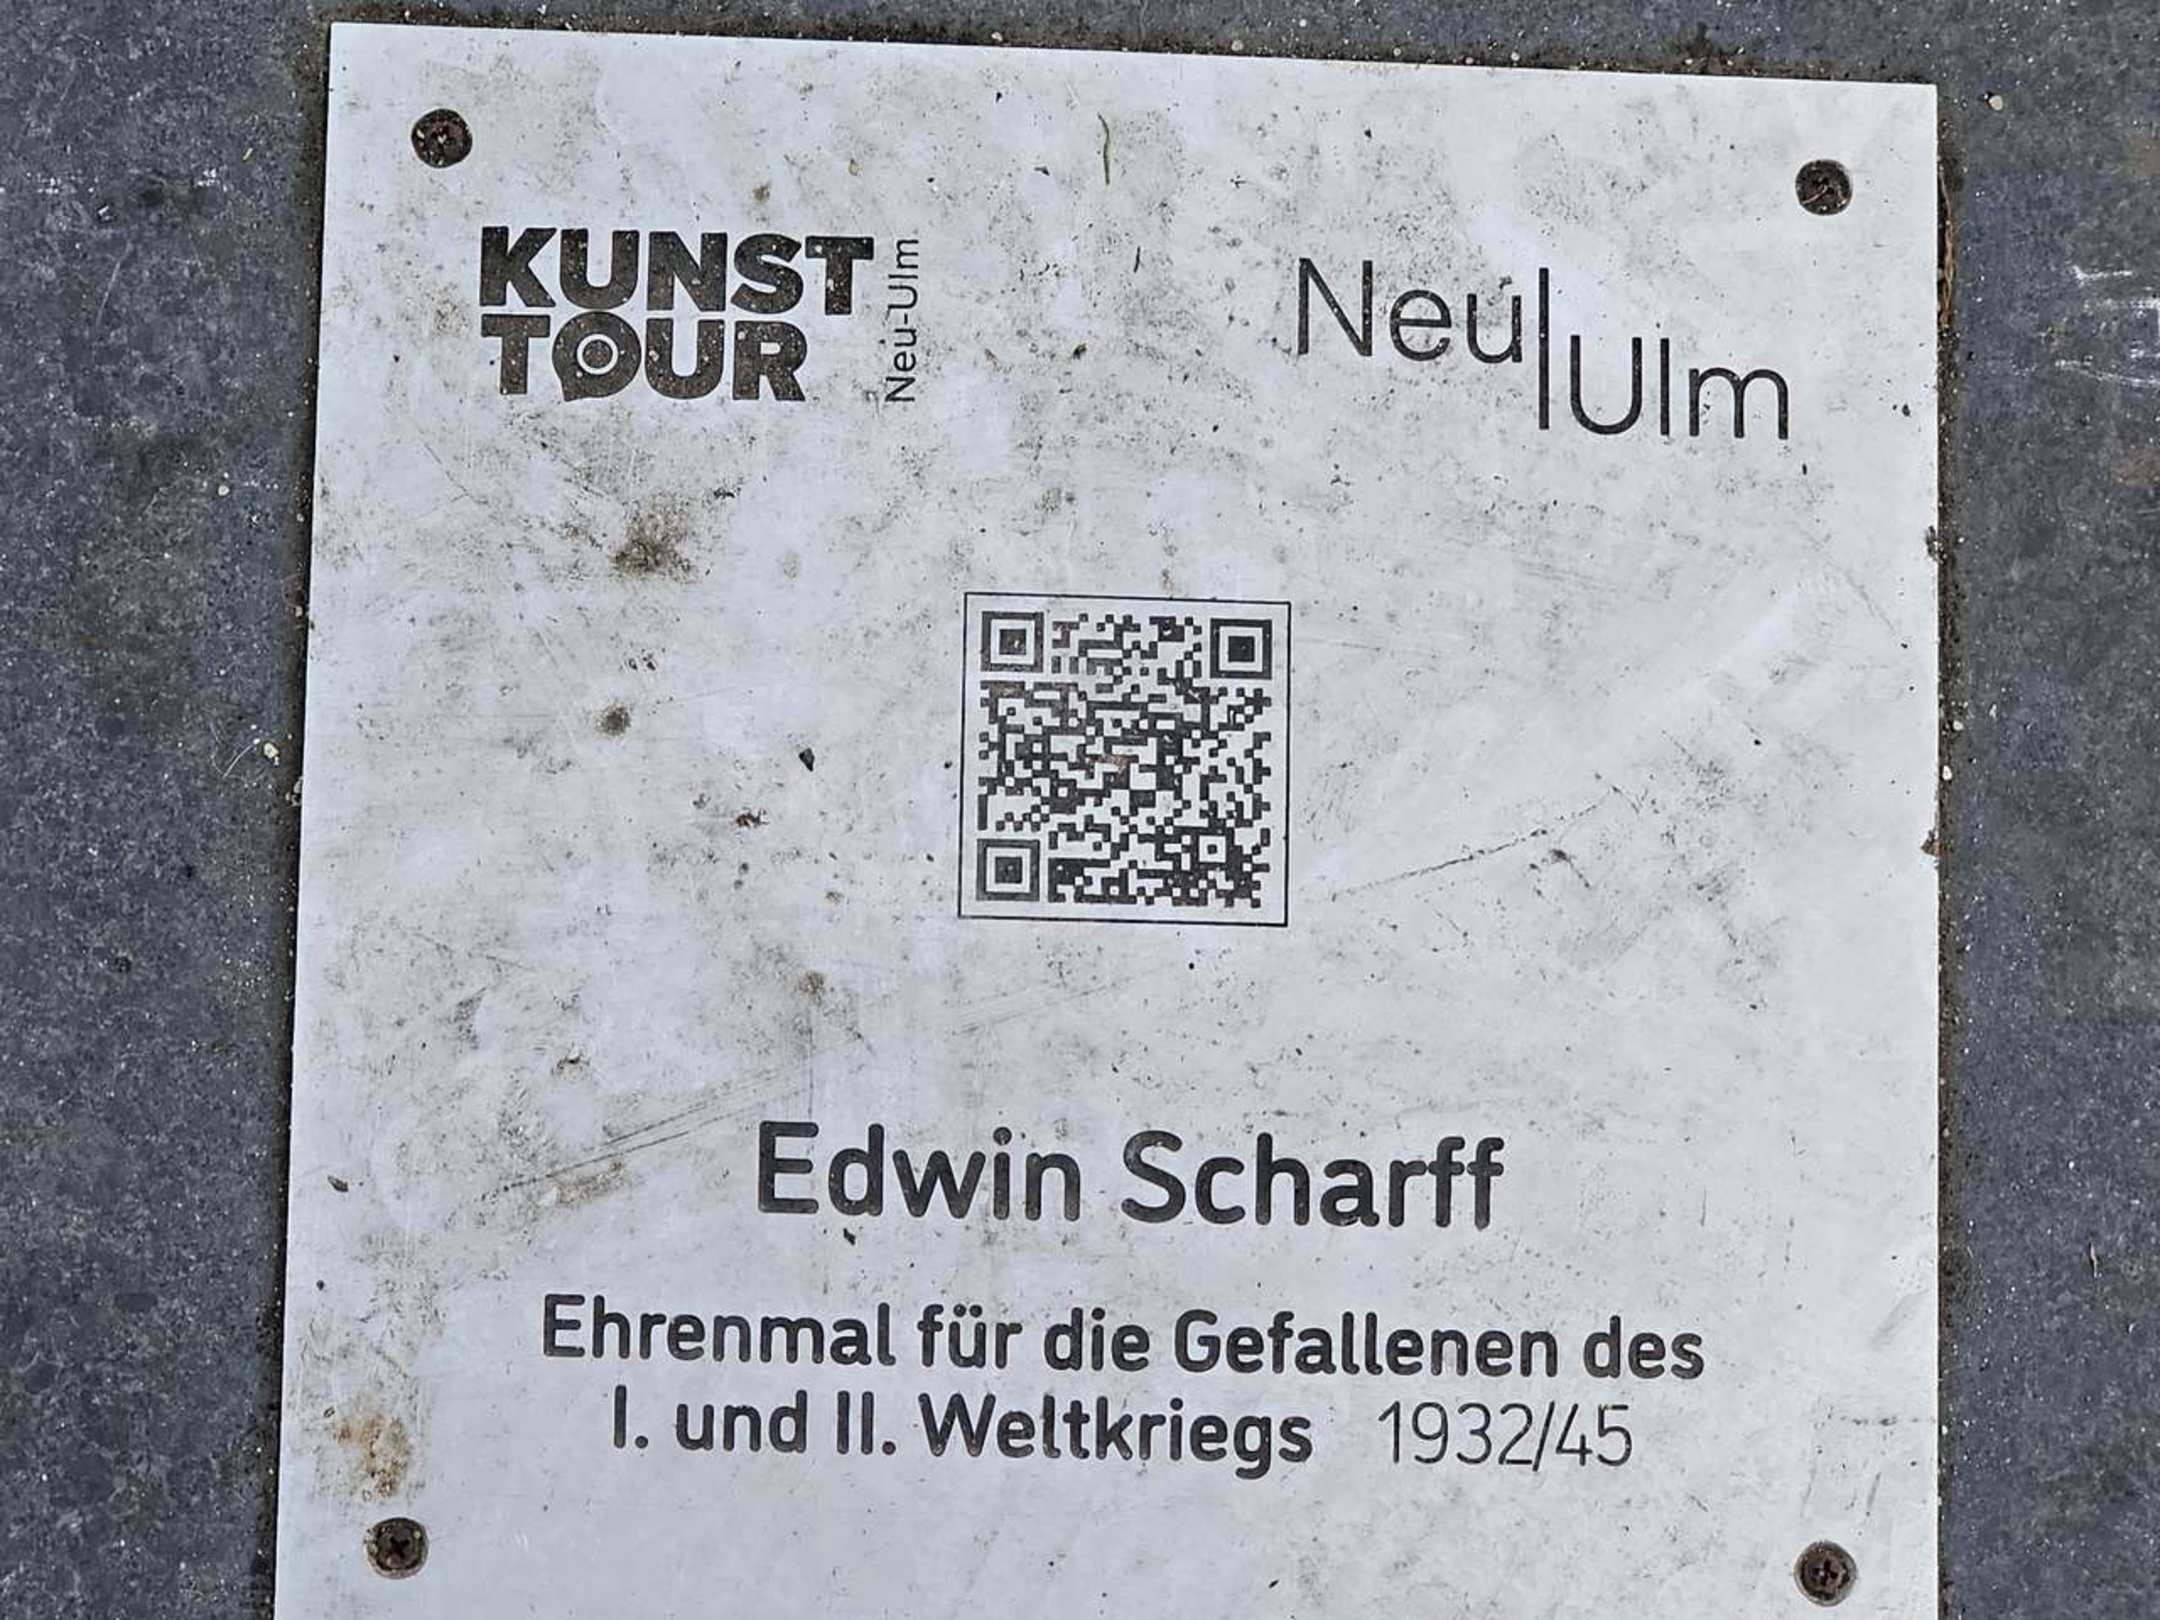 KUNST
TOUR
Neu-Ulm
Neu Ulm
Edwin Scharff
Ehrenmal für die Gefallenen des
I. und II. Weltkriegs 1932/45